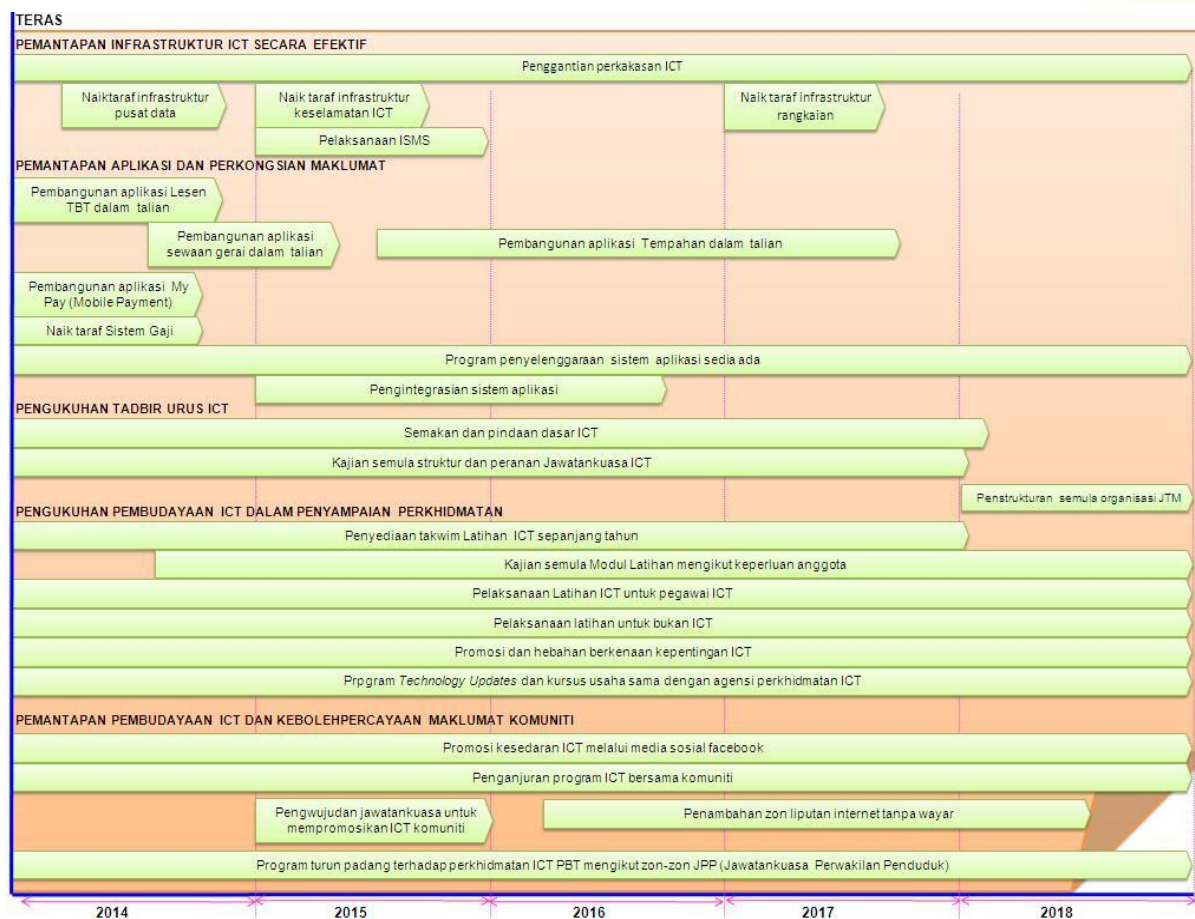 TERAS
PEMANTAPAN INFRASTRUKTUR ICT SECARA EFEKTIF
Penggantian perkakasan ICT
Naiktaraf infrastruktur
pusat data
Naik taraf infrastruktur
keselamatan ICT
Naik taraf infrastruktur
rangkaian
Pelaksanaan ISMS
PEMANTAPAN APLIKASI DAN PERKONGSIAN MAKLUMAT
Pembangunan aplikasi Lesen
TBT dalam talian
Pembangunan aplikasi
sewaan gerai dalam talian
Pembangunan aplikasi Tempahan dalam talian
Pembangunan aplikasi My
Pay (Mobile Payment)
Naik taraf Sistem Gaji
Program penyelenggaraan sistem aplikasi sedia ada
Pengintegrasian sistem aplikasi
PENGUKUHAN TADBIR URUS ICT
Semakan dan pindaan dasar ICT
Kajian semula struktur dan peranan Jawatankuasa ICT
Penstrukturan semula organisasi JTM
PENGUKUHAN PEMBUDAYAAN ICT DALAM PENYAMPAIAN PERKHIDMATAN
Penyediaan takwim Latihan ICT sepanjang tahun
Kajian semula Modul Latihan mengikut keperluan anggota
Pelaksanaan Latihan ICT untuk pegawai ICT
Pelaksanaan latihan untuk bukan ICT
Promosi dan hebahan berkenaan kepentingan ICT
Prpgram Technology Updates dan kursus usaha sama dengan agensi perkhidmatan ICT
PEMANTAPAN PEMBUDAYAAN ICT DAN KEBOLEHPERCAYAAN MAKLUMAT KOMUNITI
Promosi kesedaran ICT melalui media sosial facebook
Penganjuran program ICT bersama komuniti
Pengwujudan jawatankuasa untuk
mempromosikan ICT komuniti
Penambahan zon liputan internet tanpa wayar
Program turun padang terhadap perkhidmatan ICT PBT mengikut zon-zon JPP (Jawatankuasa Perwakilan Penduduk)
2014 2015 2016 2017 2018